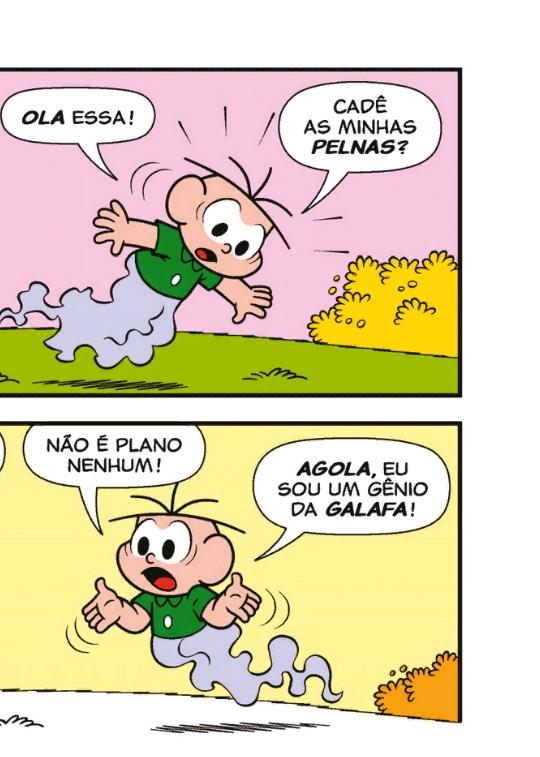 OLA ESSA!
CADÊ
AS MINHAS
PELNAS?
NÃO É PLANO
NENHUM!
AGOLA, EU
SOU UM GÊNIO
DA GALAFA!